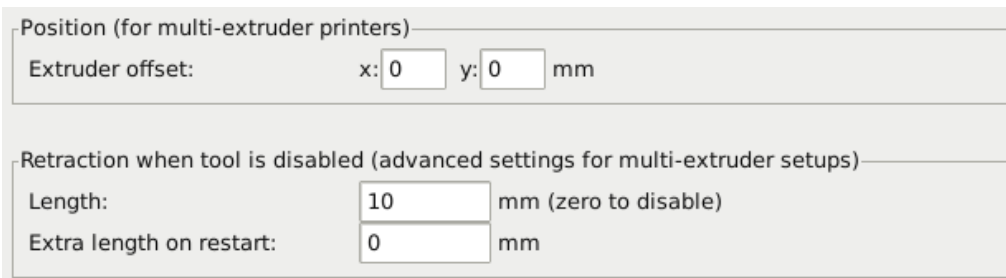 Position (for multi-extruder printers)
Extruder offset: x: 0 y: 0 mm
Retraction when tool is disabled (advanced settings for multi-extruder setups)
Length: 10 mm (zero to disable)
Extra length on restart: 0 mm